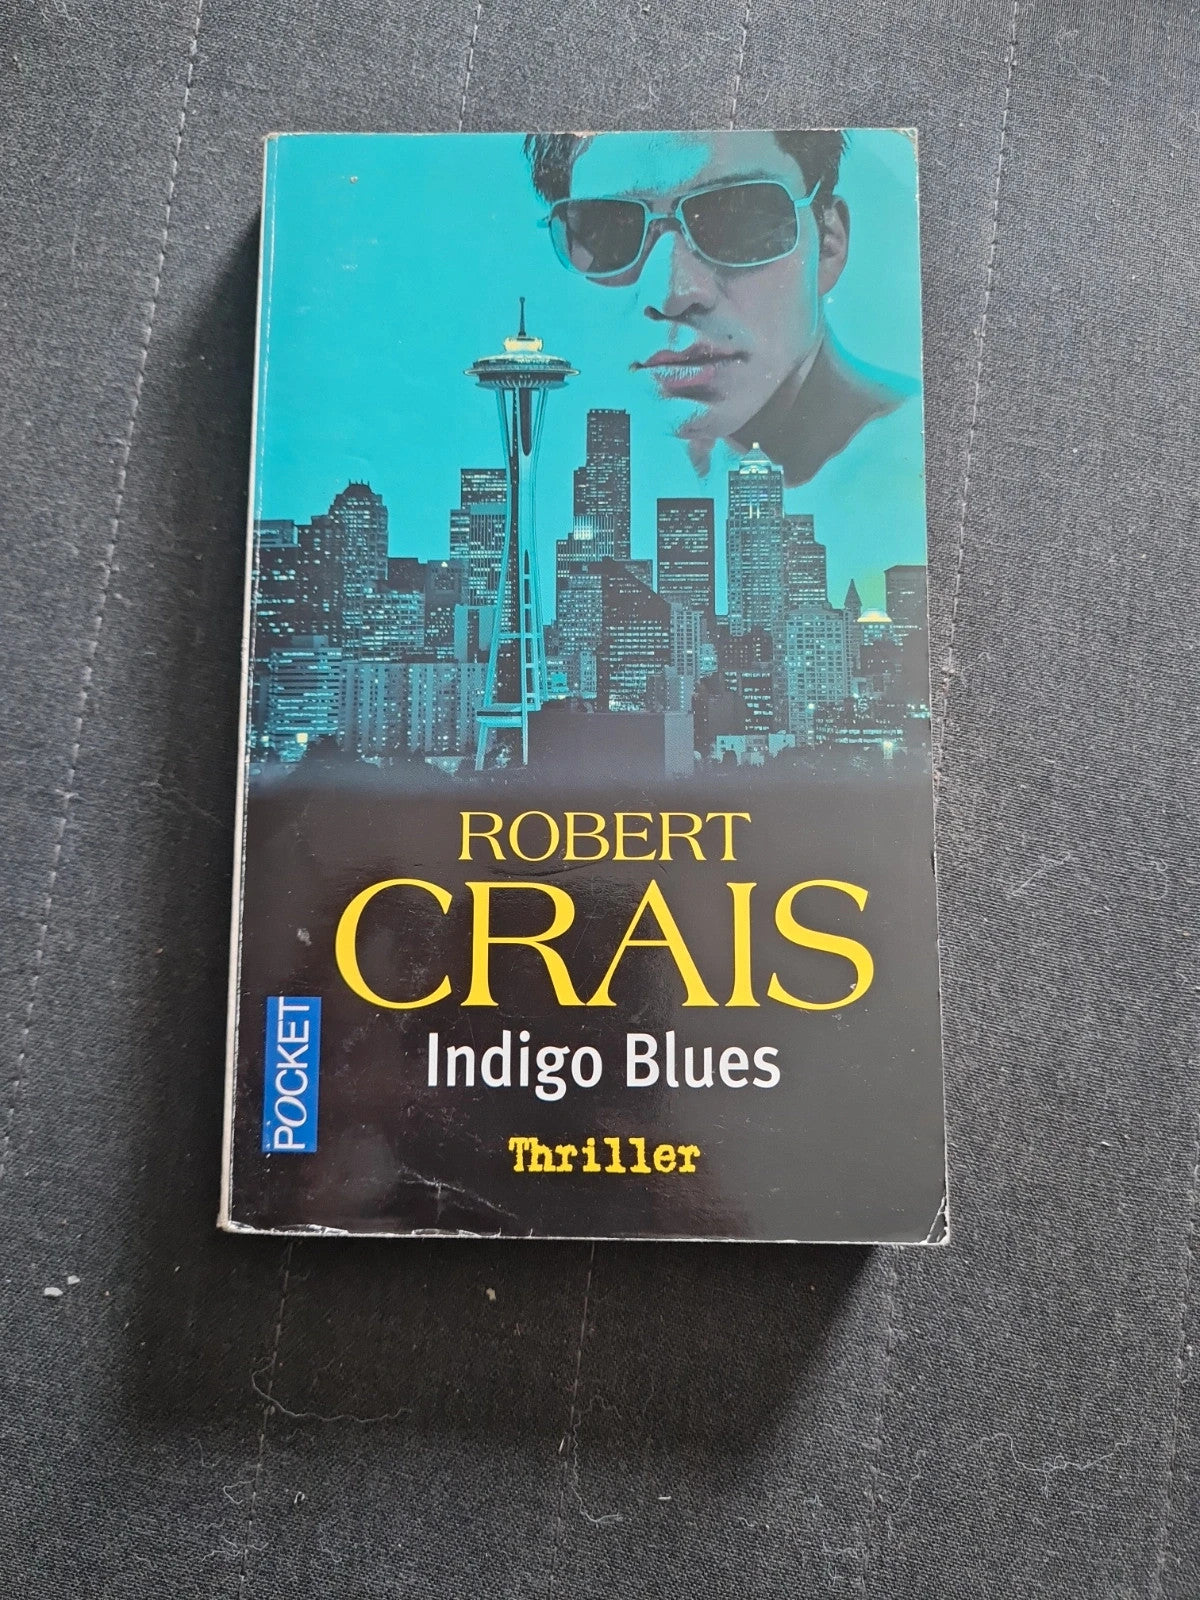 ROBERT
CRAIS
Indigo Blues
POCKET
Thriller